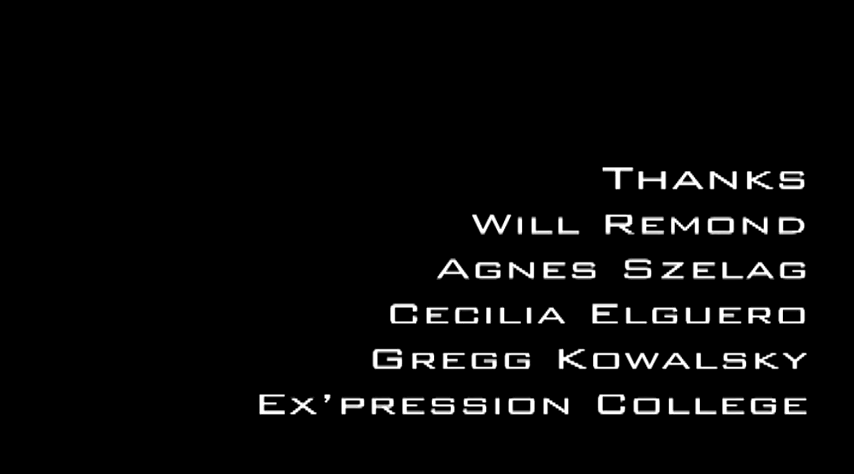 Thanks
Will Remond
Agnes Szelag
Cecilia Elguero
Gregg Kowalsky
Ex'pression College